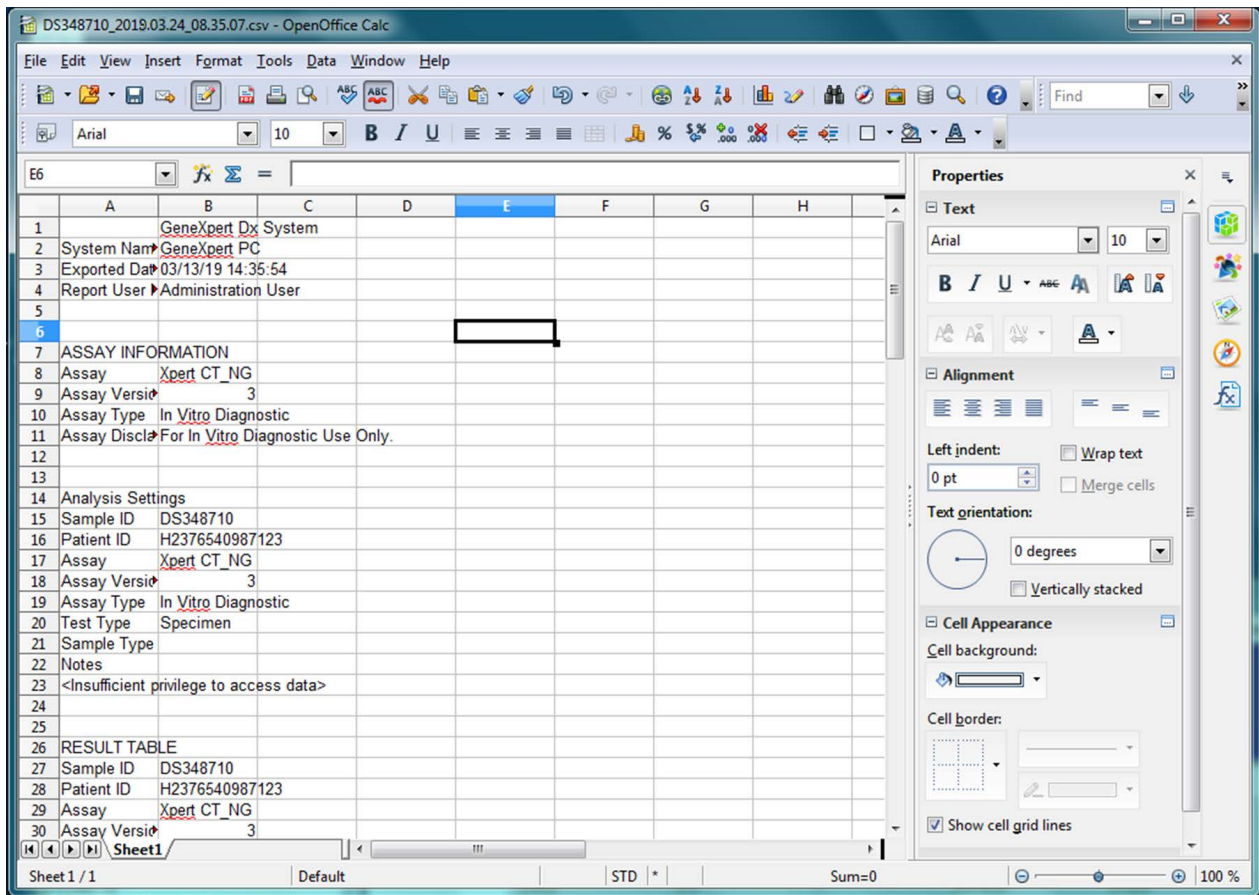 DS348710_2019.03.24_08.35.07.csv - OpenOffice Calc
File Edit View Insert Format Tools Data Window Help
Find
Arial 10
E6
A B C D E F G H
1 GeneXpert Dx System
2 System Nam GeneXpert PC
3 Exported Dat 03/13/19 14:35:54
4 Report User Administration User
5
6
7 ASSAY INFORMATION
8 Assay Xpert CT_NG
9 Assay Versio 3
10 Assay Type In Vitro Diagnostic
11 Assay Discla For In Vitro Diagnostic Use Only.
12
13
14 Analysis Settings
15 Sample ID DS348710
16 Patient ID H2376540987123
17 Assay Xpert CT_NG
18 Assay Versio 3
19 Assay Type In Vitro Diagnostic
20 Test Type Specimen
21 Sample Type
22 Notes
23 <Insufficient privilege to access data>
24
25
26 RESULT TABLE
27 Sample ID DS348710
28 Patient ID H2376540987123
29 Assay Xpert CT_NG
30 Assay Versio 3
Sheet1
Sheet 1 / 1 Default STD * Sum=0 100 %
Properties
Text
Arial 10
Alignment
Left indent:
Wrap text
0 pt
Merge cells
Text orientation:
0 degrees
Vertically stacked
Cell Appearance
Cell background:
Cell border:
Show cell grid lines